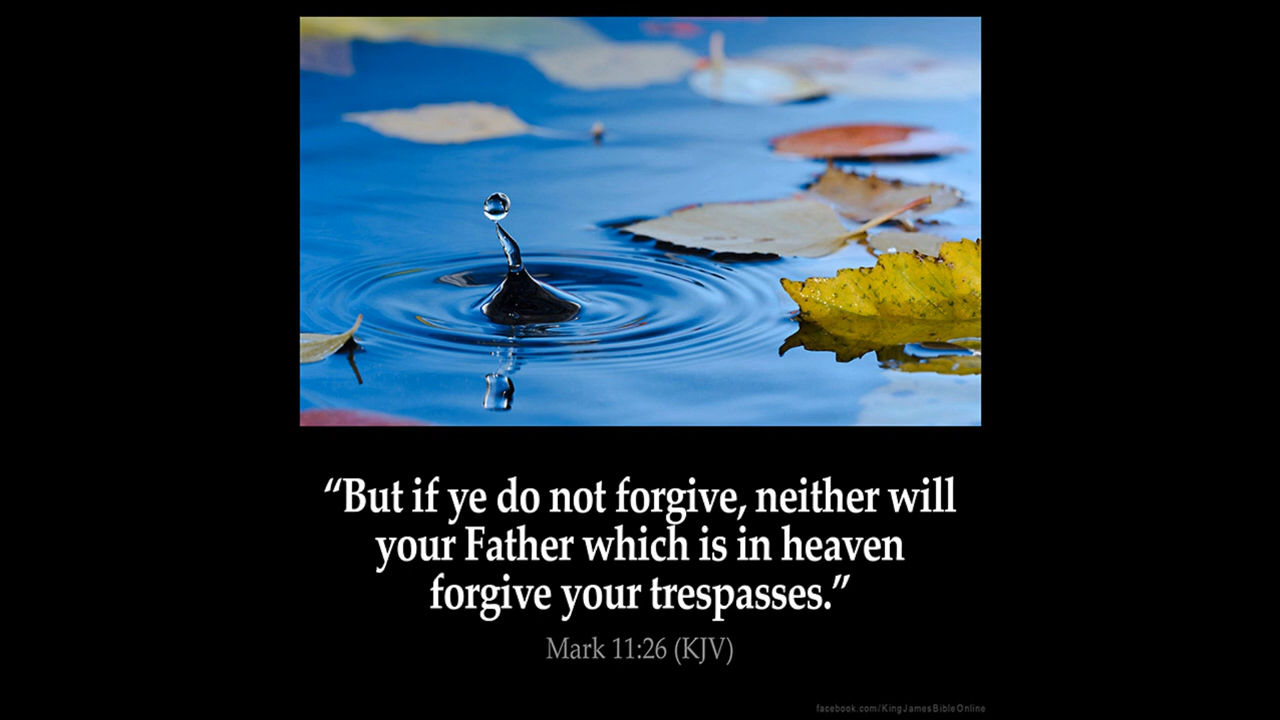 “But if ye do not forgive, neither will
your Father which is in heaven
forgive your trespasses.”
Mark 11:26 (KJV)
facebook.com/KingJamesBibleOnline